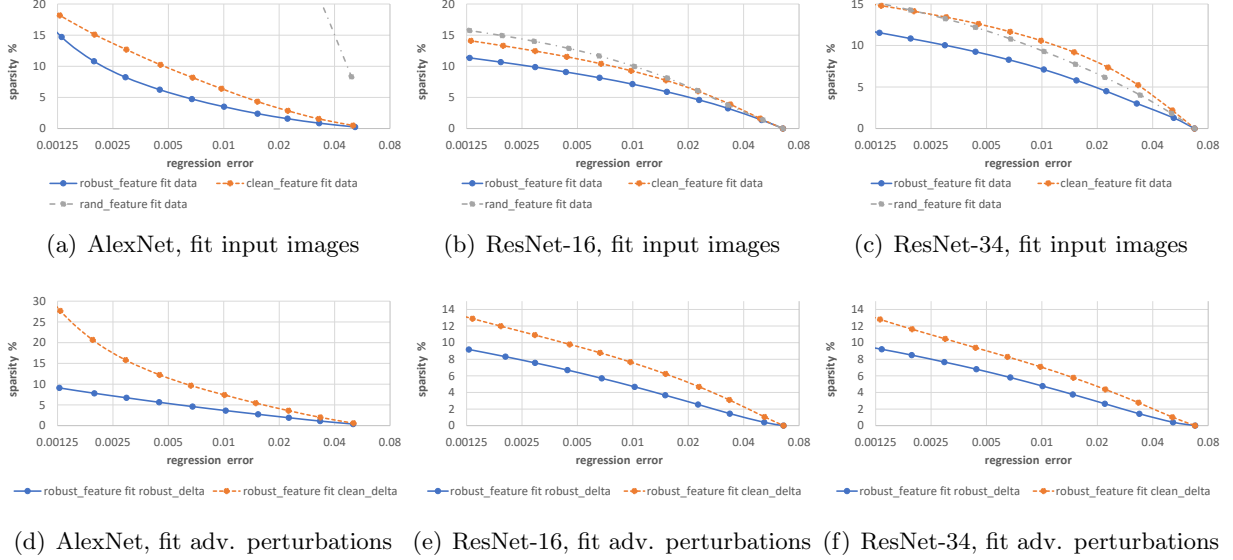 20
15
10
5
0
sparsity %
0.00125 0.0025 0.005 0.01 0.02 0.08
regression error
robust_feature fit data clean_feature fit data
rand_feature fit data
(a) AlexNet, fit input images
20
15
10
5
0
sparsity %
0.00125 0.0025 0.005 0.01 0.02 0.08
regression error
robust_feature fit data clean_feature fit data
rand_feature fit data
(b) ResNet-16, fit input images
15
10
5
0
sparsity %
0.00125 0.0025 0.005 0.01 0.02 0.08
regression error
robust_feature fit data clean_feature fit data
rand_feature fit data
(c) ResNet-34, fit input images
30
25
20
15
10
5
0
sparsity %
0.00125 0.0025 0.005 0.01 0.02 0.04 0.08
regression error
robust_feature fit robust_delta robust_feature fit clean_delta
(d) AlexNet, fit adv. perturbations
14
12
10
8
6
4
2
0
sparsity %
0.00125 0.0025 0.005 0.01 0.02 0.04 0.08
regression error
robust_feature fit robust_delta robust_feature fit clean_delta
(e) ResNet-16, fit adv. perturbations
14
12
10
8
6
4
2
0
sparsity %
0.00125 0.0025 0.005 0.01 0.02 0.04 0.08
regression error
robust_feature fit robust_delta robust_feature fit clean_delta
(f) ResNet-34, fit adv. perturbations